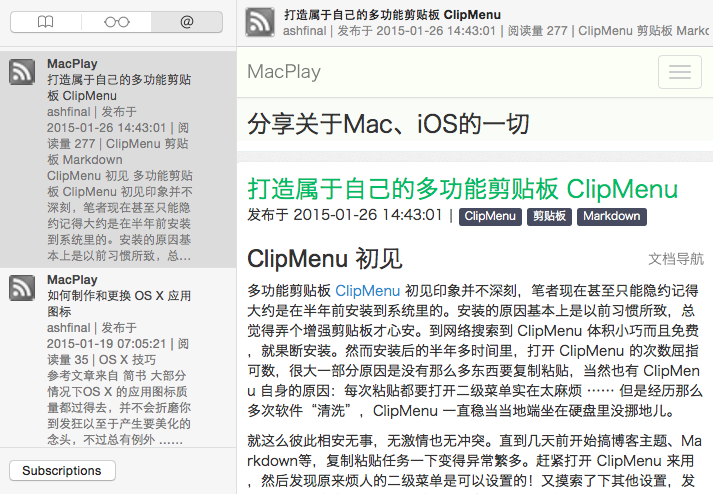 @
MacPlay
打造属于自己的多功能剪贴
板 ClipMenu
ashfinal | 发布于
2015-01-26 14:43:01 | 阅
读量 277 | ClipMenu 剪贴
板 Markdown
ClipMenu 初见 多功能剪贴
板 ClipMenu 初见印象并不
深刻，笔者现在甚至只能隐
约记得大约是在半年前安装
到系统里的。安装的原因基
本上是以前习惯所致，总…
MacPlay
如何制作和更换 OS X 应用
图标
ashfinal | 发布于
2015-01-19 07:05:21 | 阅
读量 35 | OS X 技巧
参考文章来自 简书 大部分
情况下OS X 的应用图标质
量都过得去，并不会折磨你
到发狂以至于产生要美化的
念头，不过总有例外 ……
Subscriptions
打造属于自己的多功能剪贴板 ClipMenu
ashfinal | 发布于 2015-01-26 14:43:01 | 阅读量 277 | ClipMenu 剪贴板 Markc
MacPlay
分享关于Mac、iOS的一切
打造属于自己的多功能剪贴板 ClipMenu
发布于 2015-01-26 14:43:01 | ClipMenu 剪贴板 Markdown
ClipMenu 初见 文档导航
多功能剪贴板 ClipMenu 初见印象并不深刻，笔者现在甚至只能隐约记得
大约是在半年前安装到系统里的。安装的原因基本上是以前习惯所致，总
觉得弄个增强剪贴板才心安。到网络搜索到 ClipMenu 体积小巧而且免费
，就果断安装。然而安装后的半年多时间里，打开 ClipMenu 的次数屈指
可数，很大一部分原因是没有那么多东西要复制粘贴，当然也有 ClipMen
u 自身的原因：每次粘贴都要打开二级菜单实在太麻烦 …… 但是经历那么
多次软件“清洗”，ClipMenu 一直稳当当地端坐在硬盘里没挪地儿。
就这么彼此相安无事，无激情也无冲突。直到几天前开始搞博客主题、Ma
rkdown等，复制粘贴任务一下变得异常繁多。赶紧打开 ClipMenu 来用
，然后发现原来烦人的二级菜单是可以设置的！又摸索了下其他设置，发